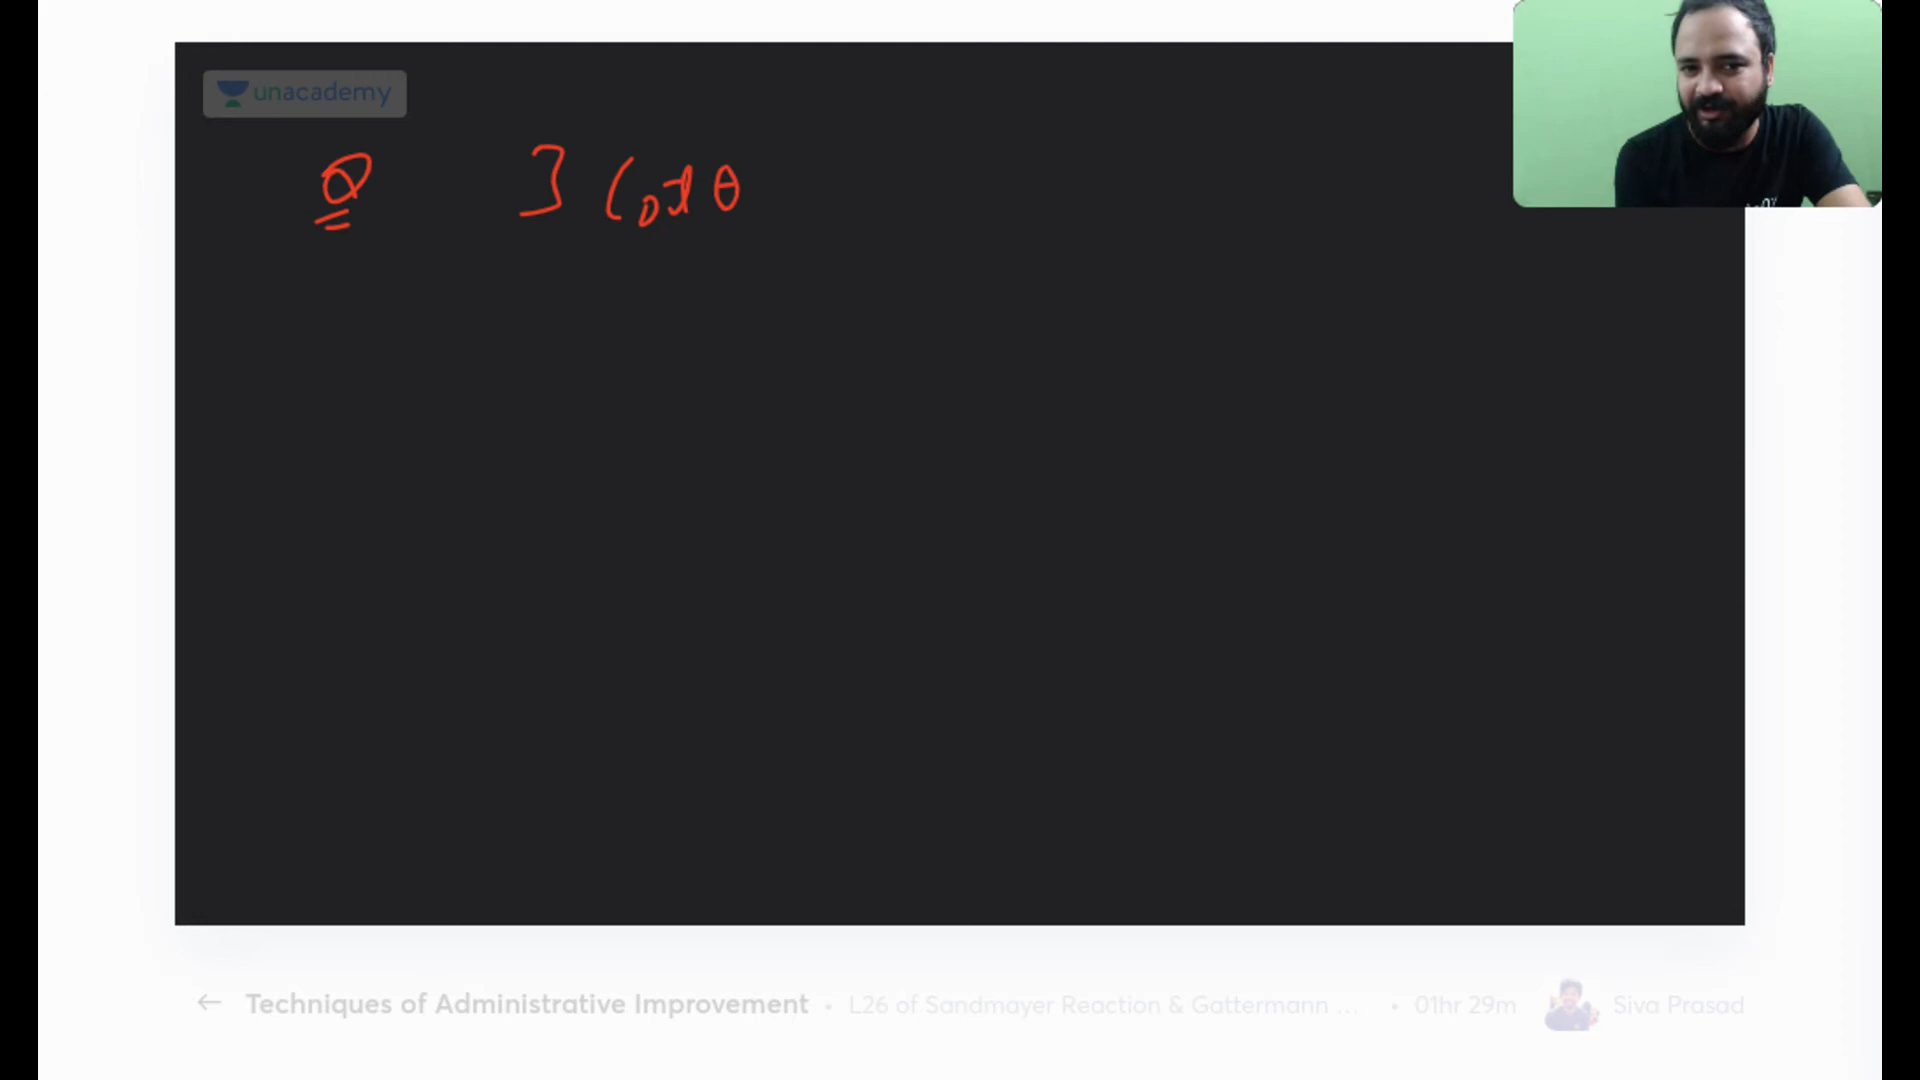 unacademy
Q 3 Cot θ
← Techniques of Administrative Improvement • L26 of Sandmayer Reaction & Gattermann ... • 01hr 29m Siva Prasad